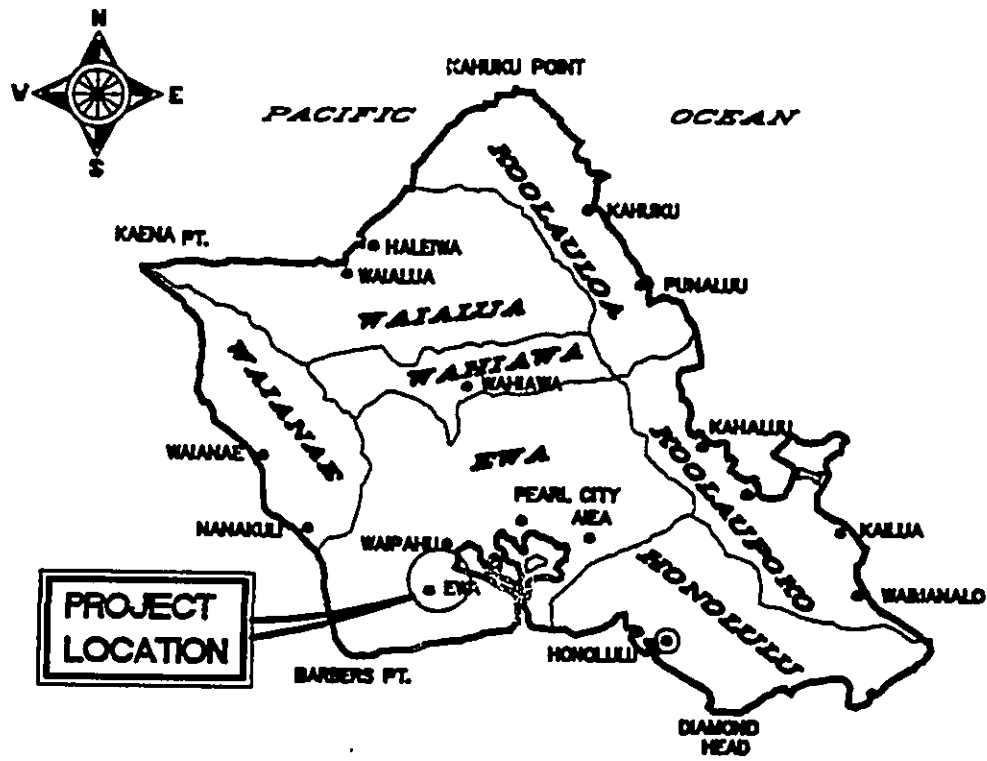 N
W
E
S
KAHUKU POINT
PACIFIC
OCEAN
KOOLAULOA
KAHUKU
KAENA PT.
HALEIWA
WAIALUA
PUNALUU
WAIALUA
WAHIAWA
WAHIAWA
WAIANAE
KAHALUU
KOOLAUPOKO
WAIANAE
EWA
PEARL CITY
AIEA
NANAKULI
WAIPAHU
KAILUA
EWA
HONOLULU
WAIMANALO
PROJECT
LOCATION
HONOLULU
BARBERS PT.
DIAMOND
HEAD